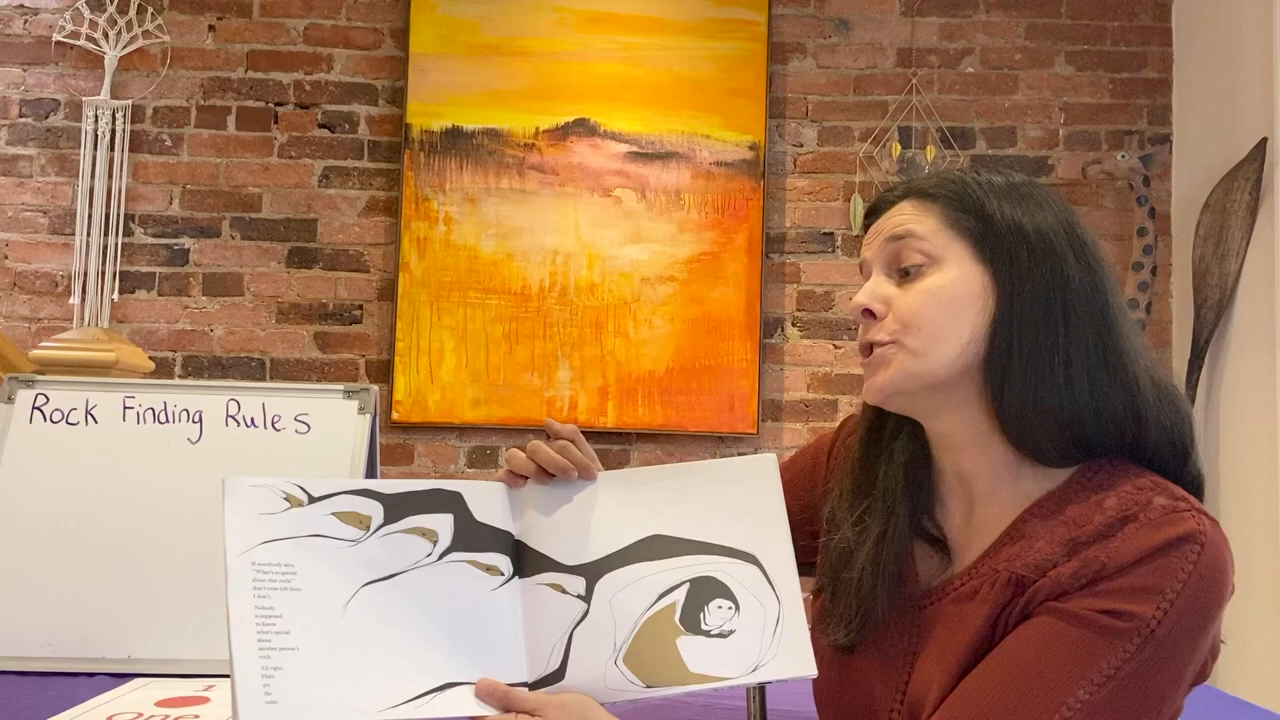 Rock Finding Rules
If somebody says,
"What's so special
about that rock?"
don't even tell them
I don't.
Nobody
is supposed
to know
what's special
about
another person's
rock.
All right
Here
are
the
rules
1
One